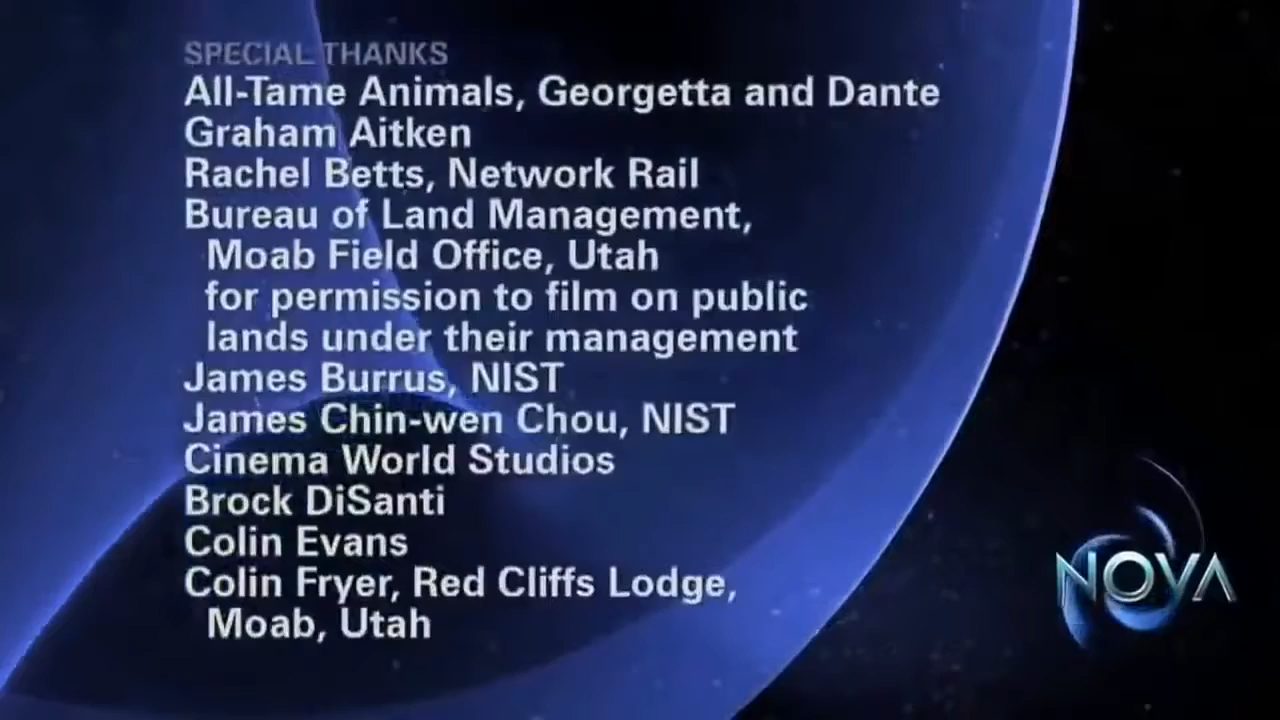 SPECIAL THANKS
All-Tame Animals, Georgetta and Dante
Graham Aitken
Rachel Betts, Network Rail
Bureau of Land Management,
Moab Field Office, Utah
for permission to film on public
lands under their management
James Burrus, NIST
James Chin-wen Chou, NIST
Cinema World Studios
Brock DiSanti
Colin Evans
Colin Fryer, Red Cliffs Lodge,
Moab, Utah
NOVA